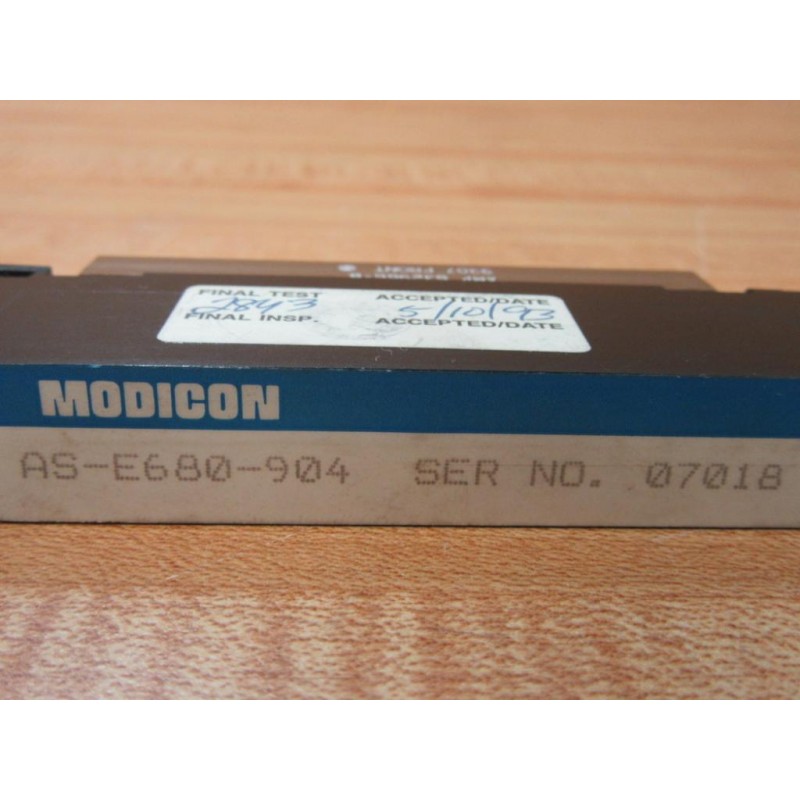 FINAL TEST ACCEPTED/DATE
2843 5/10/93
FINAL INSP. ACCEPTED/DATE
MODICON
AS-E680-904 SER NO. 07018